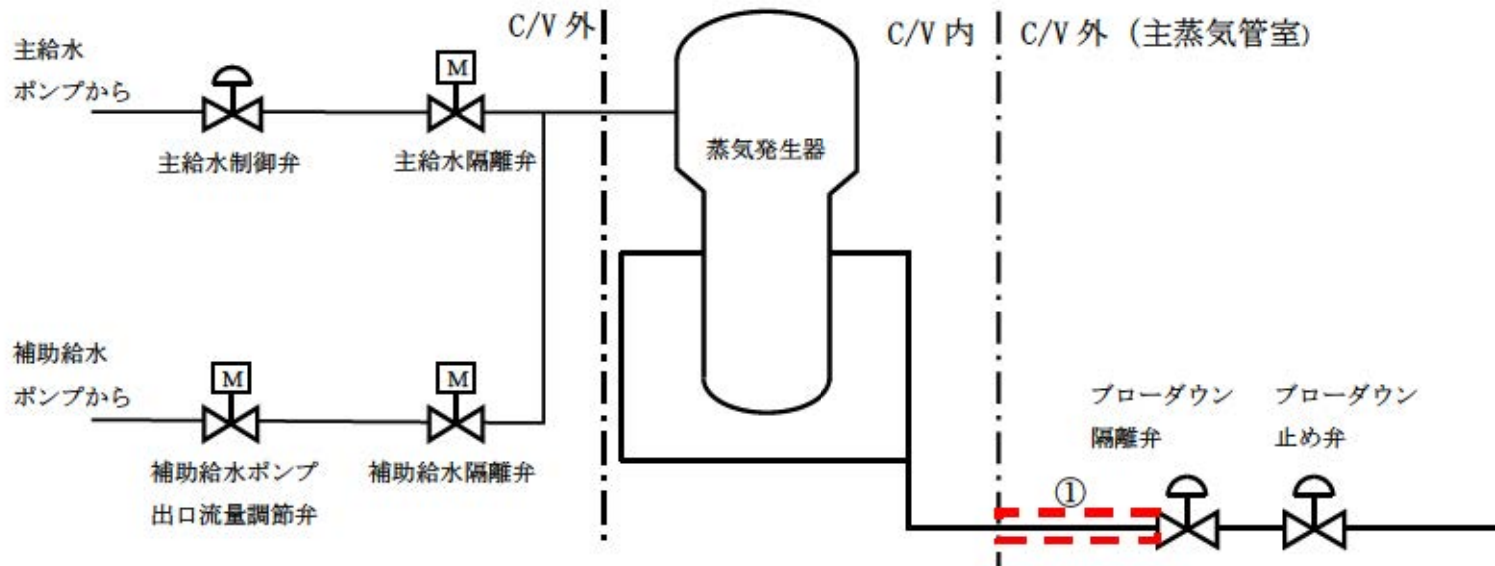 C/V 外
C/V 内
C/V 外 (主蒸気管室)
主給水
ポンプから
M
主給水制御弁
主給水隔離弁
蒸気発生器
補助給水
ポンプから
M
M
補助給水ポンプ
出口流量調節弁
補助給水隔離弁
ブローダウン
隔離弁
ブローダウン
止め弁
①